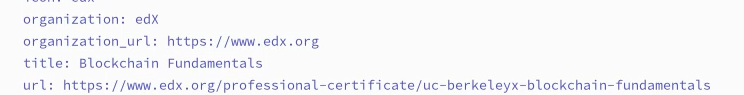 organization: edX
organization_url: https://www.edx.org
title: Blockchain Fundamentals
url: https://www.edx.org/professional-certificate/uc-berkeleyx-blockchain-fundamentals